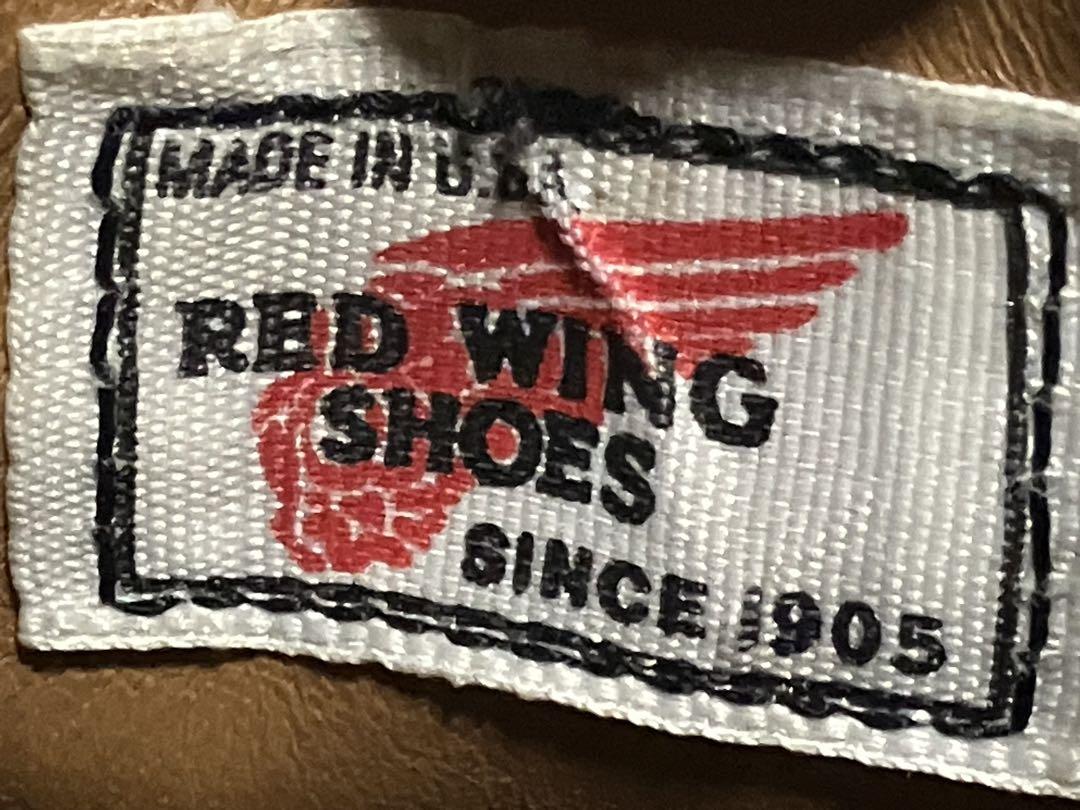 MADE IN U.S.A
RED WING
SHOES
SINCE 1905